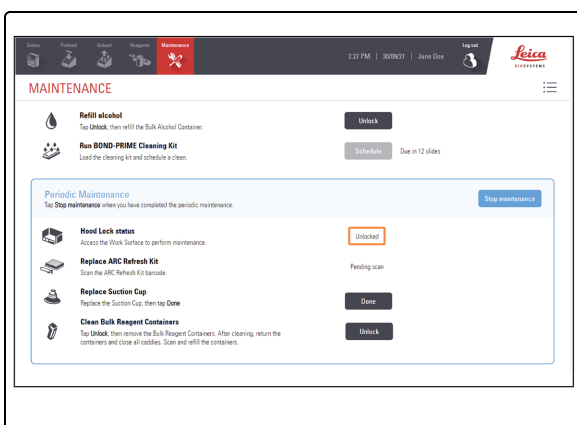 Status Preload Unload Reagents Maintenance
2:27 PM | 30/09/21 | Jane Doe
Log out
Leica
BIOSYSTEMS
MAINTENANCE
Refill alcohol
Tap Unlock, then refill the Bulk Alcohol Container.
Unlock
Run BOND-PRIME Cleaning Kit
Load the cleaning kit and schedule a clean.
Schedule Due in 12 slides
Periodic Maintenance
Tap Stop maintenance when you have completed the periodic maintenance.
Stop maintenance
Hood Lock status
Access the Work Surface to perform maintenance.
Unlocked
Replace ARC Refresh Kit
Scan the ARC Refresh Kit barcode.
Pending scan
Replace Suction Cup
Replace the Suction Cup, then tap Done
Done
Clean Bulk Reagent Containers
Tap Unlock, then remove the Bulk Reagent Containers. After cleaning, return the
containers and close all caddies. Scan and refill the containers.
Unlock